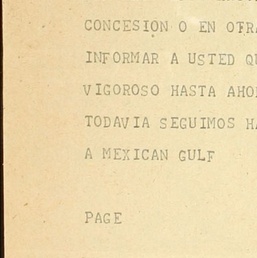 CONCESION O EN
INFORMAR A USTED
VIGOROSO HASTA
TODAVIA SEGUIMOS
A MEXICAN GULF
PAGE